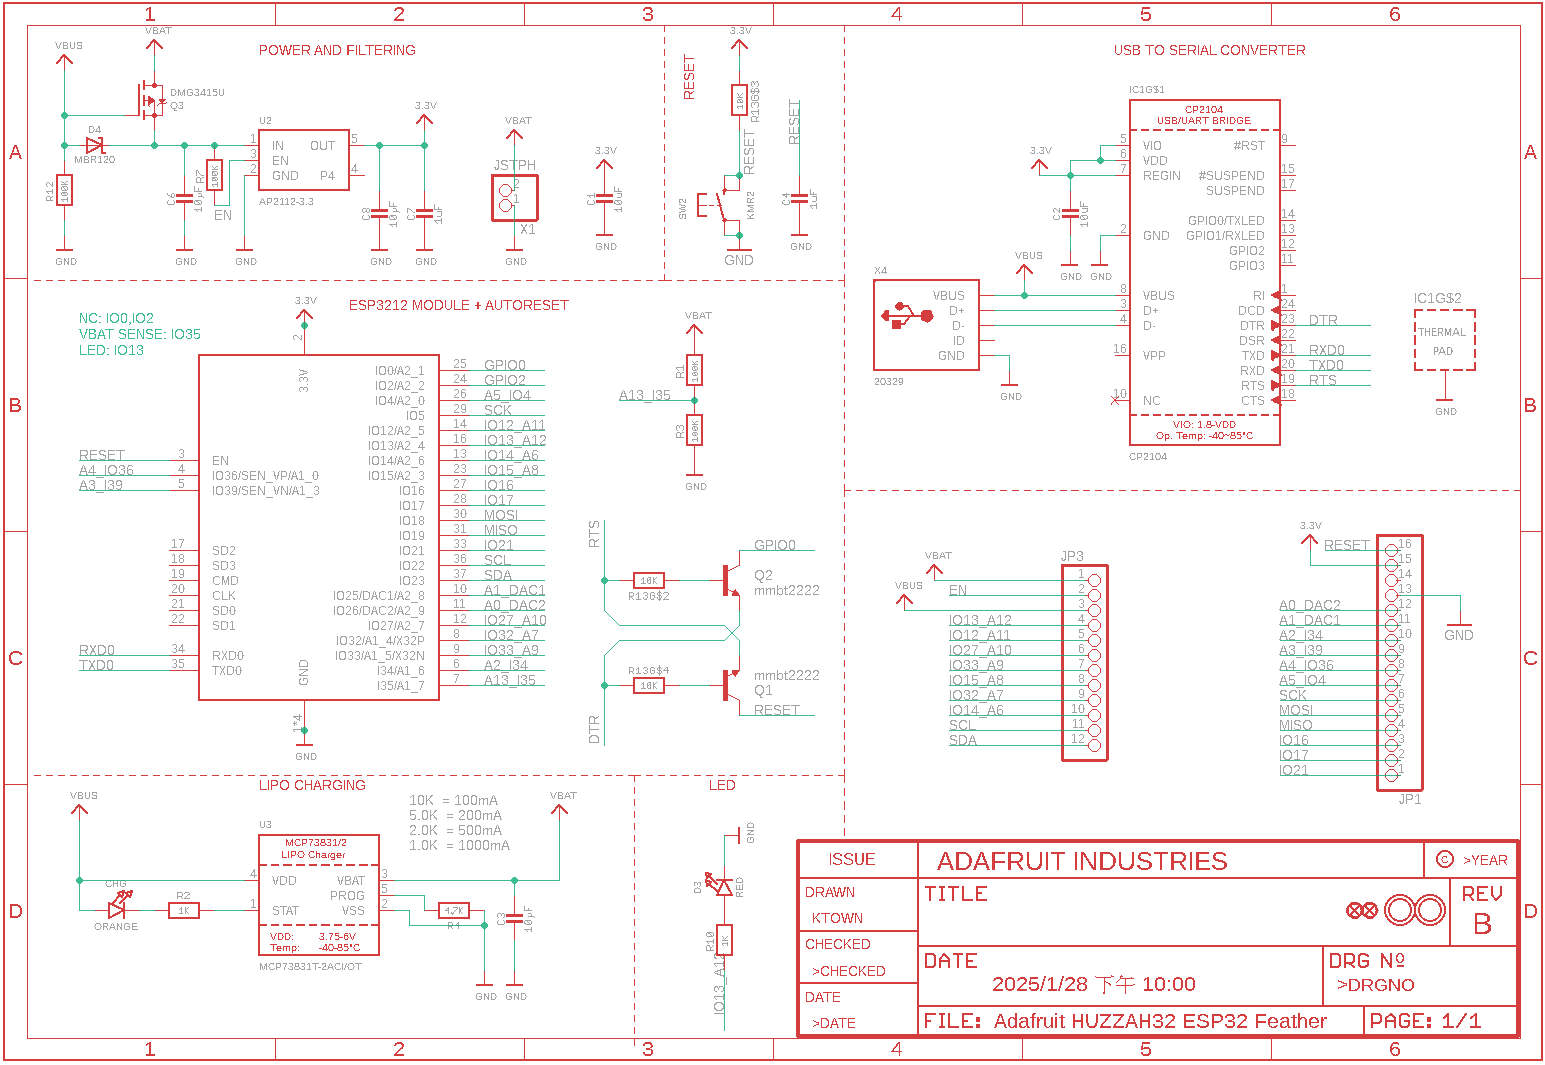 1 2 3 4 5 6
A
B
C
D
POWER AND FILTERING
VBUS
VBAT
DMG3415U
Q3
D4
MBR120
R12
100K
GND
C6
10µF
GND
R7
100K
EN
U2
1 IN OUT 5
3 EN
2 GND P4 4
AP2112-3.3
GND
3.3V
C8
10µF
GND
C7
1uF
GND
VBAT
JSTPH
2
1
X1
GND
3.3V
C1
10uF
GND
RESET
3.3V
R13G$3
10K
RESET
SW2
KMR2
GND
RESET
C4
1uF
GND
USB TO SERIAL CONVERTER
IC1G$1
CP2104
USB/UART BRIDGE
5 VIO #RST 9
6 VDD
7 REGIN #SUSPEND 15
SUSPEND 17
GPIO0/TXLED 14
2 GND GPIO1/RXLED 13
GPIO2 12
GPIO3 11
8 VBUS RI 1
3 D+ DCD 24
4 D- DTR 23 DTR
DSR 22
16 VPP TXD 21 RXD0
RXD 20 TXD0
RTS 19 RTS
10 NC CTS 18
VIO: 1.8-VDD
Op. Temp: -40~85°C
CP2104
3.3V
C2
10uF
GND
GND
VBUS
X4
VBUS
D+
D-
ID
GND
20329
GND
IC1G$2
THERMAL
PAD
GND
ESP3212 MODULE + AUTORESET
NC: IO0,IO2
VBAT SENSE: IO35
LED: IO13
3.3V
2
3.3V
IO0/A2_1 25 GPIO0
IO2/A2_2 24 GPIO2
IO4/A2_0 26 A5_IO4
IO5 29 SCK
IO12/A2_5 14 IO12_A11
IO13/A2_4 16 IO13_A12
IO14/A2_6 13 IO14_A6
IO15/A2_3 23 IO15_A8
IO16 27 IO16
IO17 28 IO17
IO18 30 MOSI
IO19 31 MISO
IO21 33 IO21
IO22 36 SCL
IO23 37 SDA
IO25/DAC1/A2_8 10 A1_DAC1
IO26/DAC2/A2_9 11 A0_DAC2
IO27/A2_7 12 IO27_A10
IO32/A1_4/X32P 8 IO32_A7
IO33/A1_5/X32N 9 IO33_A9
I34/A1_6 6 A2_I34
I35/A1_7 7 A13_I35
RESET 3 EN
A4_IO36 4 IO36/SEN_VP/A1_0
A3_I39 5 IO39/SEN_VN/A1_3
17 SD2
18 SD3
19 CMD
20 CLK
21 SD0
22 SD1
RXD0 34 RXD0
TXD0 35 TXD0
GND
1*4
GND
VBAT
R1
100K
A13_I35
R3
100K
GND
RTS
10K
R13G$2
GPIO0
Q2
mmbt2222
R13G$4
10K
mmbt2222
Q1
RESET
DTR
JP3
VBAT
VBUS
1
EN 2
3
IO13_A12 4
IO12_A11 5
IO27_A10 6
IO33_A9 7
IO15_A8 8
IO32_A7 9
IO14_A6 10
SCL 11
SDA 12
3.3V
RESET 16
15
14
13
GND
A0_DAC2 12
A1_DAC1 11
A2_I34 10
A3_I39 9
A4_IO36 8
A5_IO4 7
SCK 6
MOSI 5
MISO 4
IO16 3
IO17 2
IO21 1
JP1
LIPO CHARGING
VBUS
VBAT
10K = 100mA
5.0K = 200mA
2.0K = 500mA
1.0K = 1000mA
U3
MCP73831/2
LIPO Charger
4 VDD VBAT 3
PROG 5
1 STAT VSS 2
VDD: 3.75-6V
Temp: -40-85°C
MCP73831T-2ACI/OT
CHG
ORANGE
R2
1K
4.7K
R4
C3
10µF
GND
GND
LED
GND
D3
RED
R10
1K
IO13_A12
ISSUE ADAFRUIT INDUSTRIES © >YEAR
DRAWN
KTOWN
TITLE
REV
B
CHECKED
>CHECKED
DATE
2025/1/28 下午 10:00
DRG Nº
>DRGNO
DATE
>DATE
FILE: Adafruit HUZZAH32 ESP32 Feather PAGE: 1/1
A
B
C
D
1 2 3 4 5 6